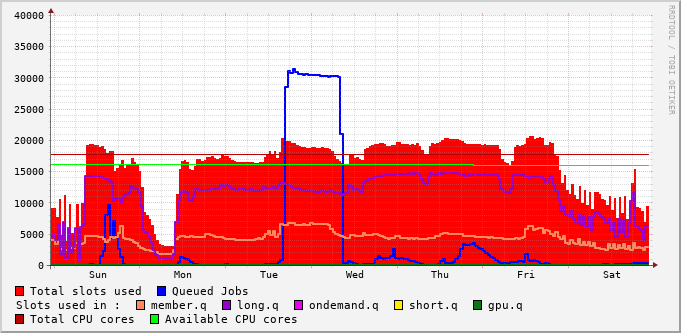 RRDTOOL / TOBI OETIKER
40000
35000
30000
25000
20000
15000
10000
5000
0
Sun Mon Tue Wed Thu Fri Sat
Total slots used Queued Jobs
Slots used in : member.q long.q ondemand.q short.q gpu.q
Total CPU cores Available CPU cores